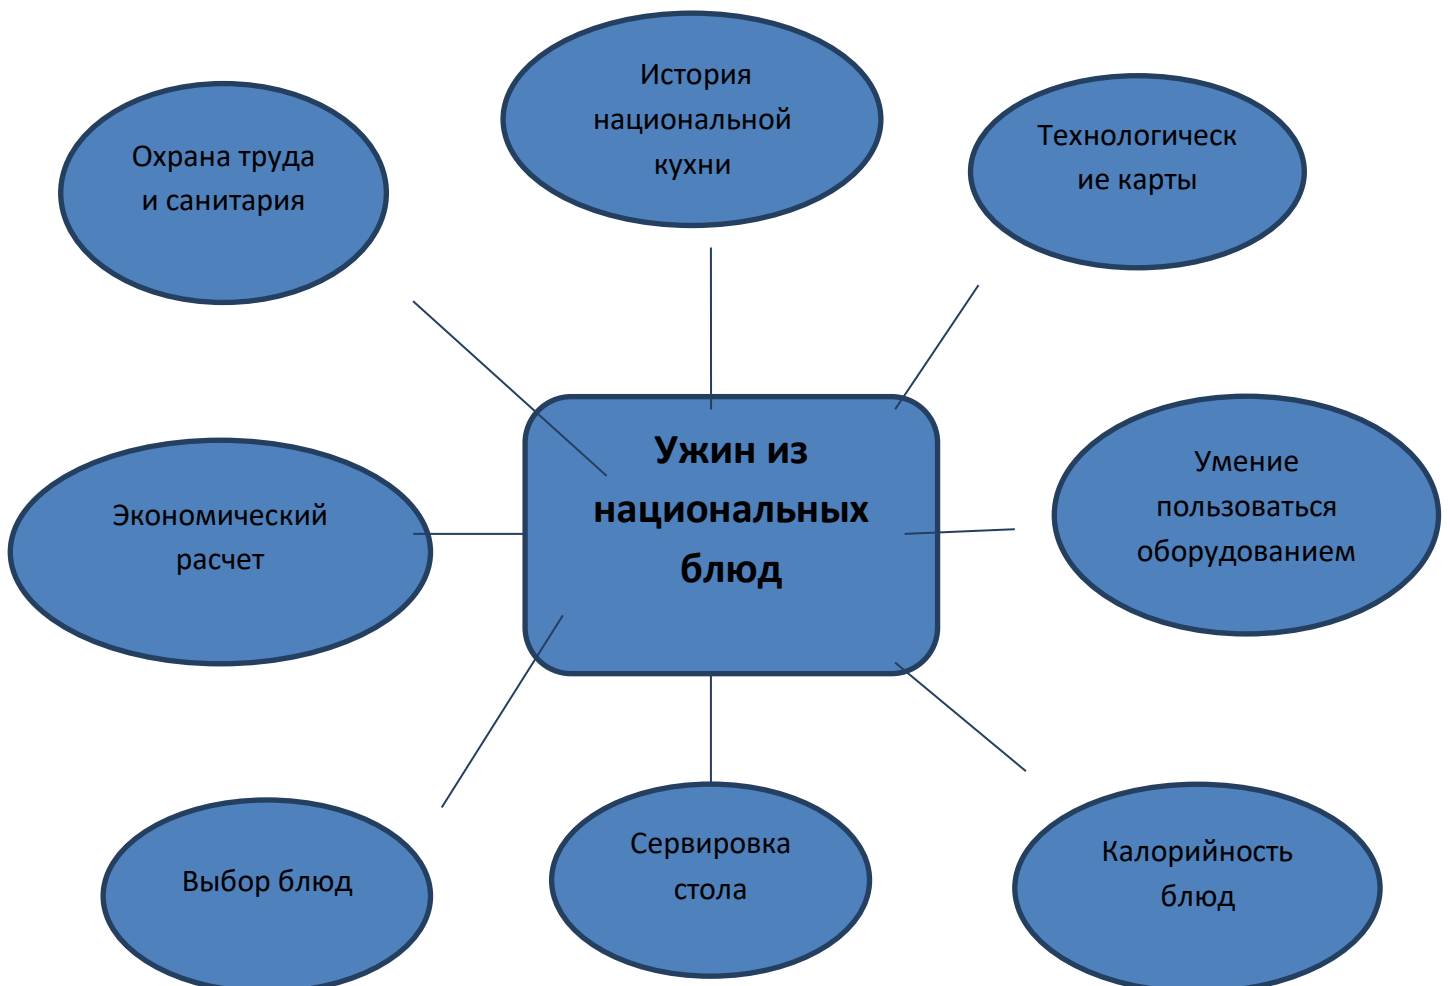 История
национальной
кухни
Охрана труда
и санитария
Технологическ
ие карты
Ужин из
национальных
блюд
Экономический
расчет
Умение
пользоваться
оборудованием
Выбор блюд
Сервировка
стола
Калорийность
блюд